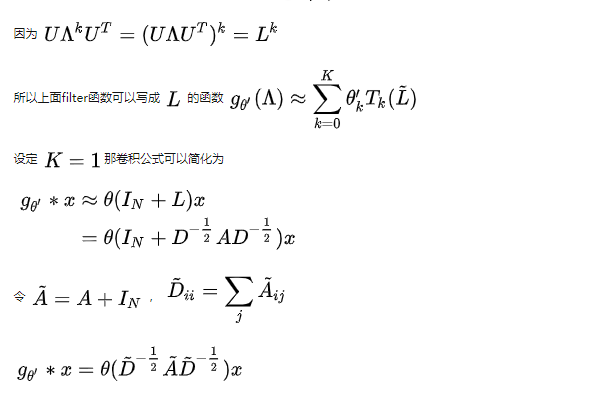 因为 $U\Lambda^k U^T = (U\Lambda U^T)^k = L^k$
所以上面filter函数可以写成 $L$ 的函数 $g_{\theta'}(\Lambda) \approx \sum_{k=0}^{K} \theta'_k T_k(\tilde{L})$
设定 $K = 1$ 那卷积公式可以简化为
$g_{\theta'} * x \approx \theta(I_N + L)x$
$= \theta(I_N + D^{-\frac{1}{2}} A D^{-\frac{1}{2}})x$
令 $\tilde{A} = A + I_N$ ， $\tilde{D}_{ii} = \sum_j \tilde{A}_{ij}$
$g_{\theta'} * x = \theta(\tilde{D}^{-\frac{1}{2}} \tilde{A} \tilde{D}^{-\frac{1}{2}})x$